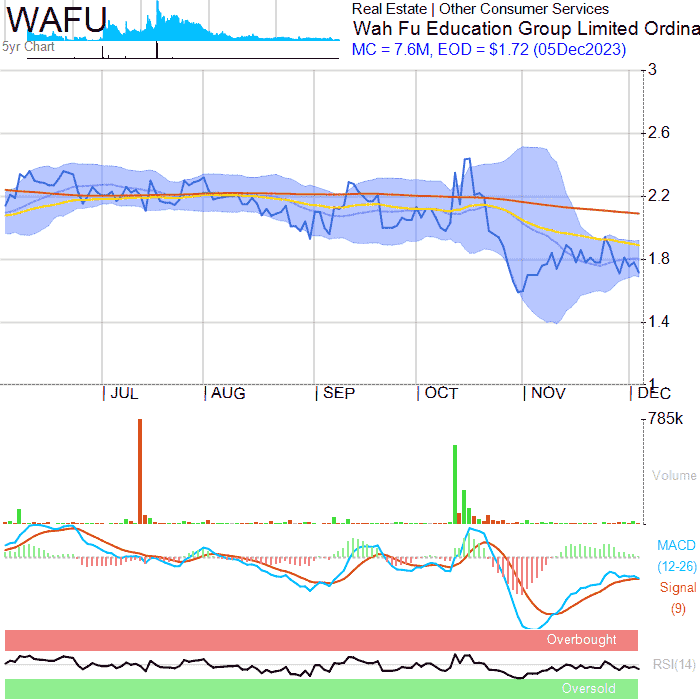 WAFU
5yr Chart
Real Estate | Other Consumer Services
Wah Fu Education Group Limited Ordina
MC = 7.6M, EOD = $1.72 (05Dec2023)
3
2.6
2.2
1.8
1.4
1
JUL AUG SEP OCT NOV DEC
785k
Volume
MACD
(12-26)
Signal
(9)
Overbought
RSI(14)
Oversold